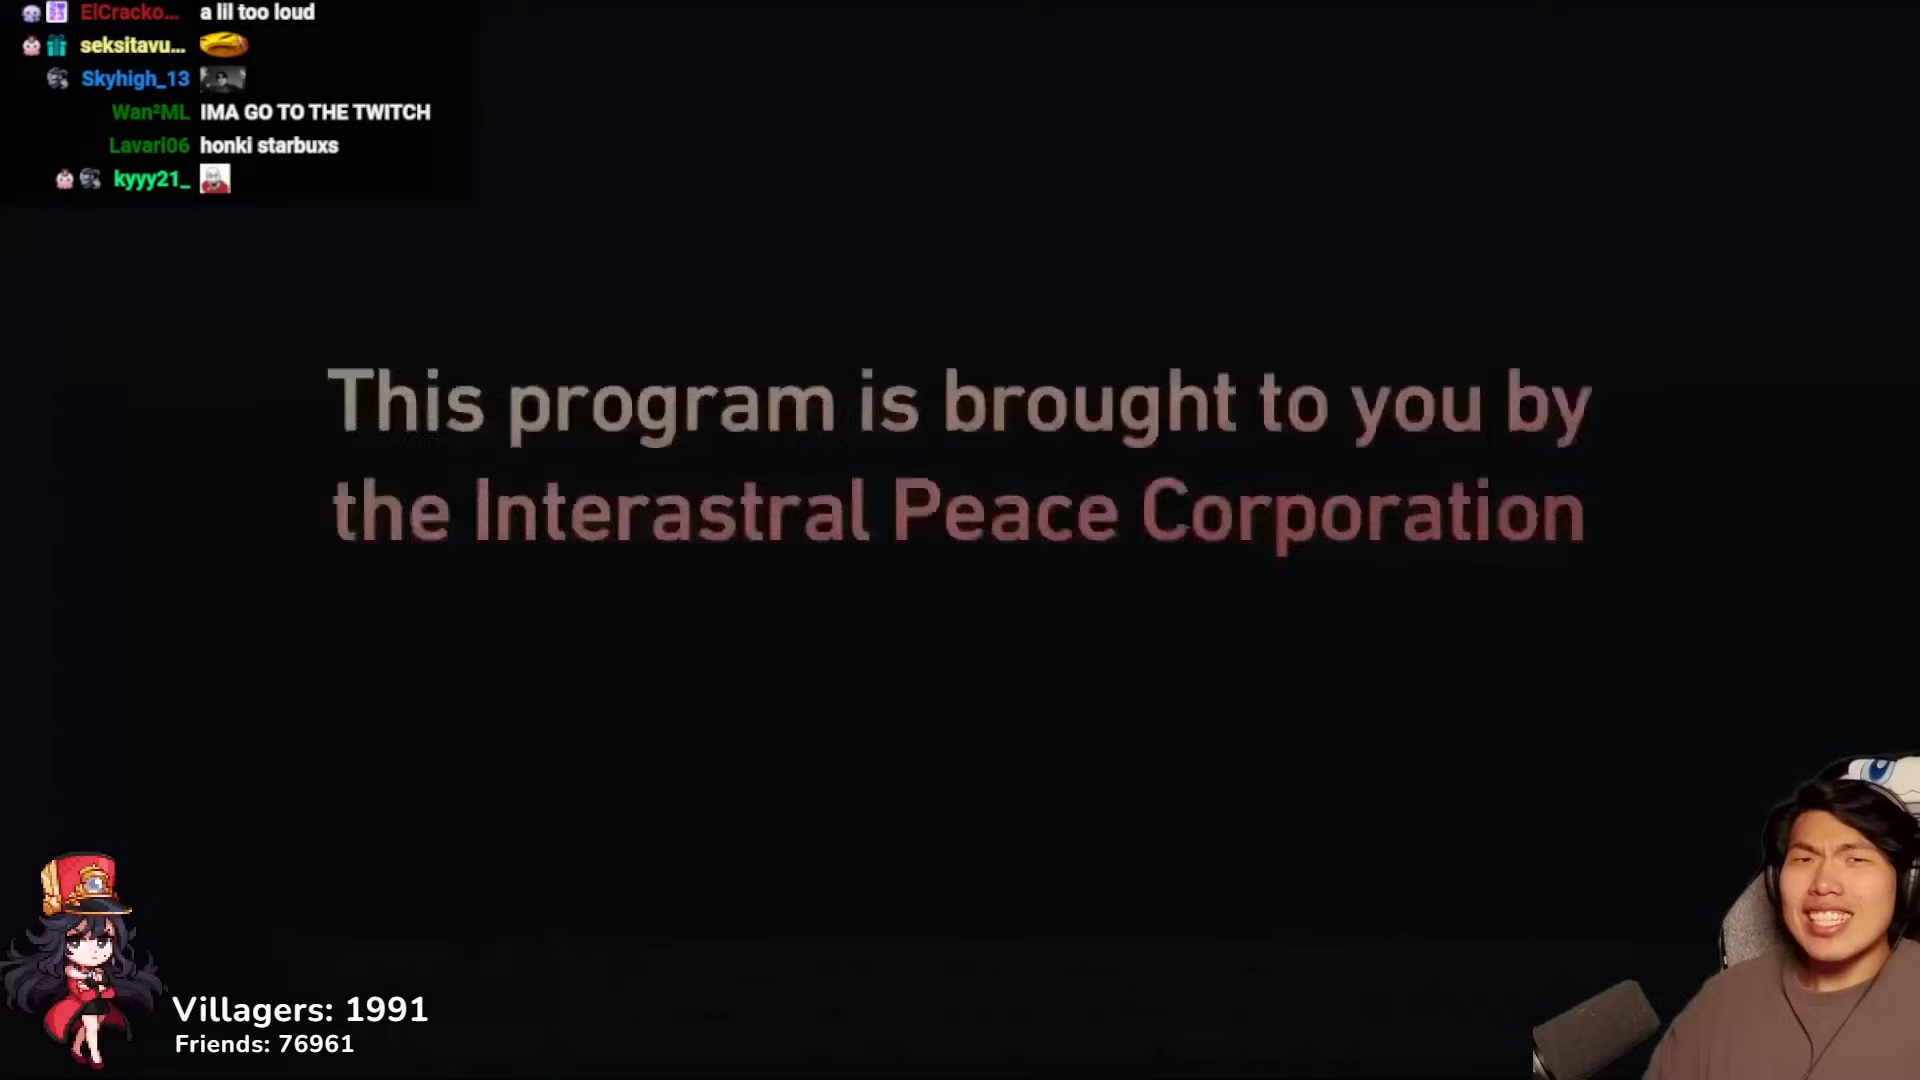 ElCracko... a lil too loud
seksitavu...
Skyhigh_13
Wan²ML IMA GO TO THE TWITCH
Lavari06 honki starbuxs
kyyy21_
This program is brought to you by
the Interastral Peace Corporation
Villagers: 1991
Friends: 76961